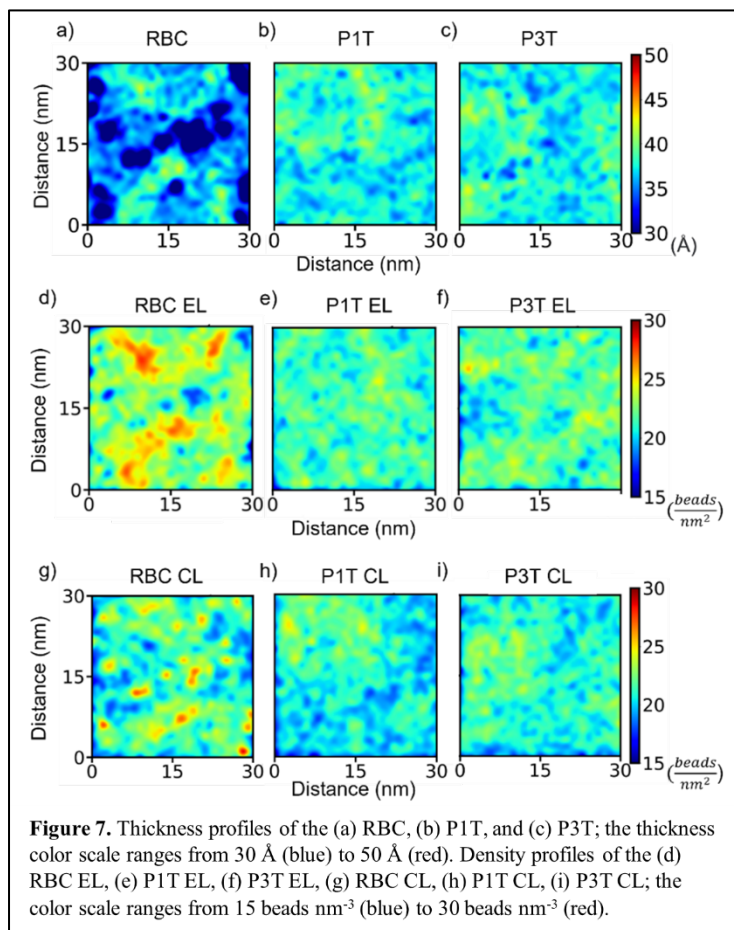 a) RBC b) P1T c) P3T
30
15
0
Distance (nm)
0 15 30 0 15 30 0 15 30
Distance (nm)
50
45
40
35
30
(Å)
d) RBC EL e) P1T EL f) P3T EL
30
15
0
Distance (nm)
0 15 30 0 15 30 0 15
Distance (nm)
30
25
20
15
(beads/nm²)
g) RBC CL h) P1T CL i) P3T CL
30
15
0
Distance (nm)
0 15 30 0 15 30 0 15 30
30
25
20
15
(beads/nm²)
Figure 7. Thickness profiles of the (a) RBC, (b) P1T, and (c) P3T; the thickness
color scale ranges from 30 Å (blue) to 50 Å (red). Density profiles of the (d)
RBC EL, (e) P1T EL, (f) P3T EL, (g) RBC CL, (h) P1T CL, (i) P3T CL; the
color scale ranges from 15 beads nm⁻³ (blue) to 30 beads nm⁻³ (red).